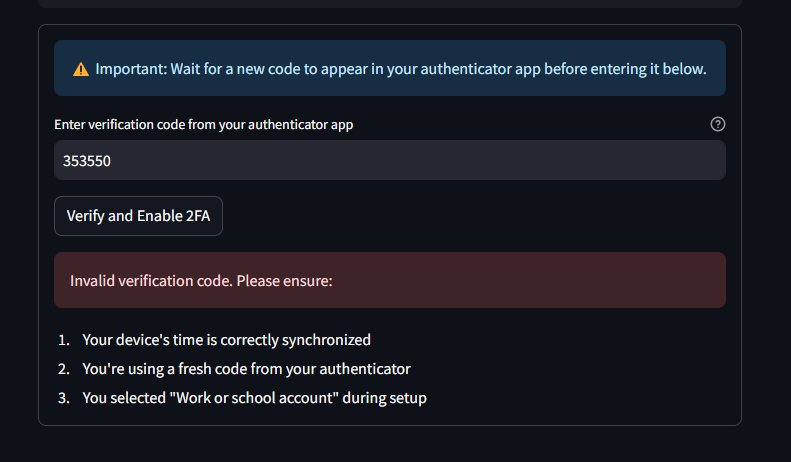 ⚠️ Important: Wait for a new code to appear in your authenticator app before entering it below.
Enter verification code from your authenticator app
353550
Verify and Enable 2FA
Invalid verification code. Please ensure:
1. Your device's time is correctly synchronized
2. You're using a fresh code from your authenticator
3. You selected "Work or school account" during setup